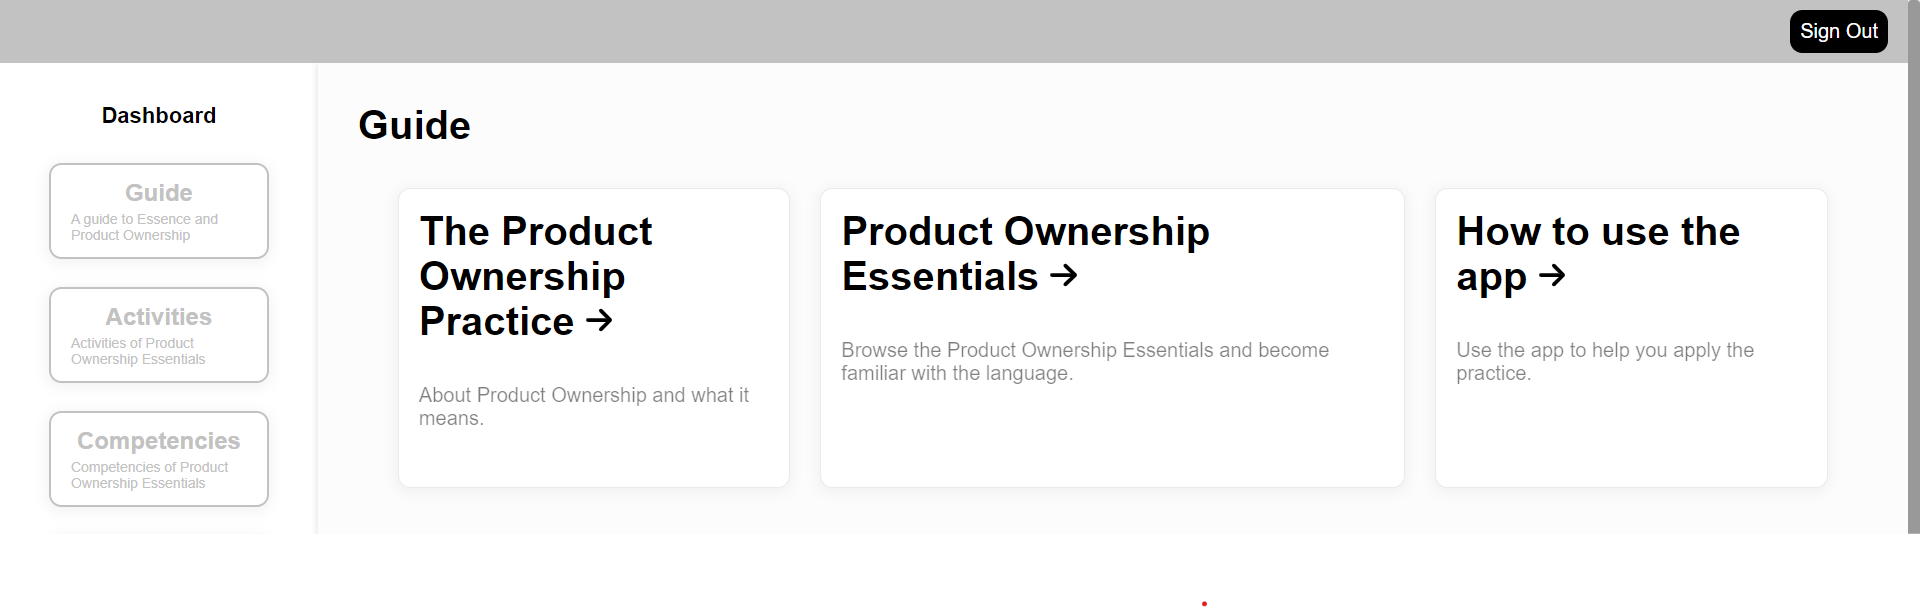 Sign Out
Dashboard
Guide
A guide to Essence and
Product Ownership
Activities
Activities of Product
Ownership Essentials
Competencies
Competencies of Product
Ownership Essentials
Guide
The Product
Ownership
Practice →
About Product Ownership and what it
means.
Product Ownership
Essentials →
Browse the Product Ownership Essentials and become
familiar with the language.
How to use the
app →
Use the app to help you apply the
practice.